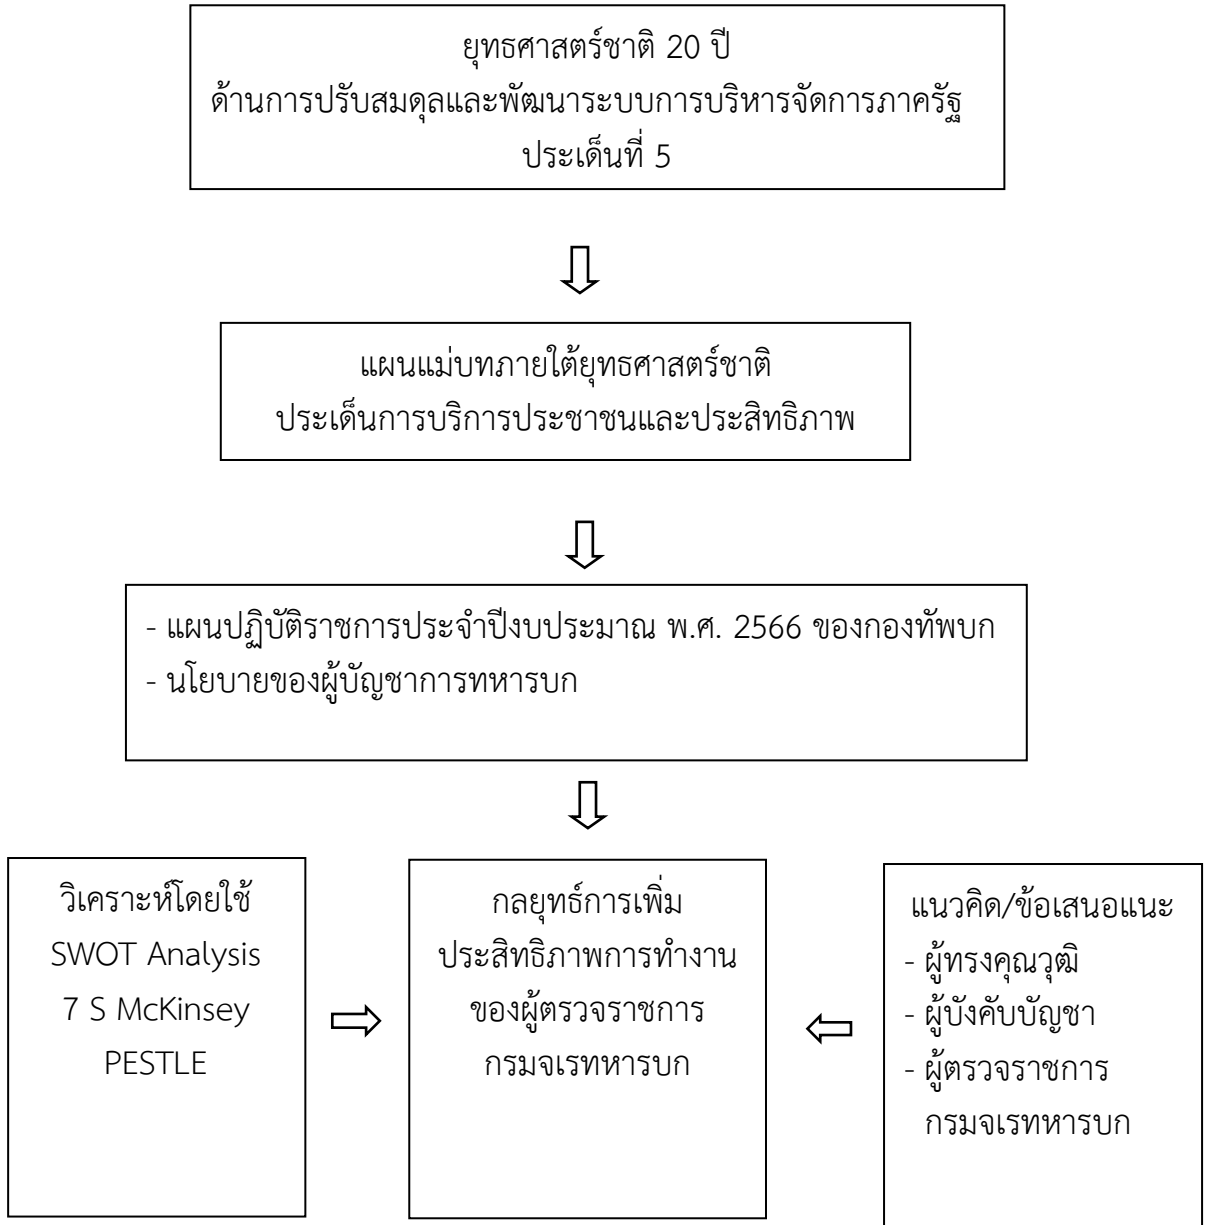 ยุทธศาสตร์ชาติ 20 ปี
ด้านการปรับสมดุลและพัฒนาระบบการบริหารจัดการภาครัฐ
ประเด็นที่ 5
แผนแม่บทภายใต้ยุทธศาสตร์ชาติ
ประเด็นการบริการประชาชนและประสิทธิภาพ
- แผนปฏิบัติราชการประจำปีงบประมาณ พ.ศ. 2566 ของกองทัพบก
- นโยบายของผู้บัญชาการทหารบก
วิเคราะห์โดยใช้
SWOT Analysis
7 S McKinsey
PESTLE
กลยุทธ์การเพิ่ม
ประสิทธิภาพการทำงาน
ของผู้ตรวจราชการ
กรมจเรทหารบก
แนวคิด/ข้อเสนอแนะ
- ผู้ทรงคุณวุฒิ
- ผู้บังคับบัญชา
- ผู้ตรวจราชการ
กรมจเรทหารบก